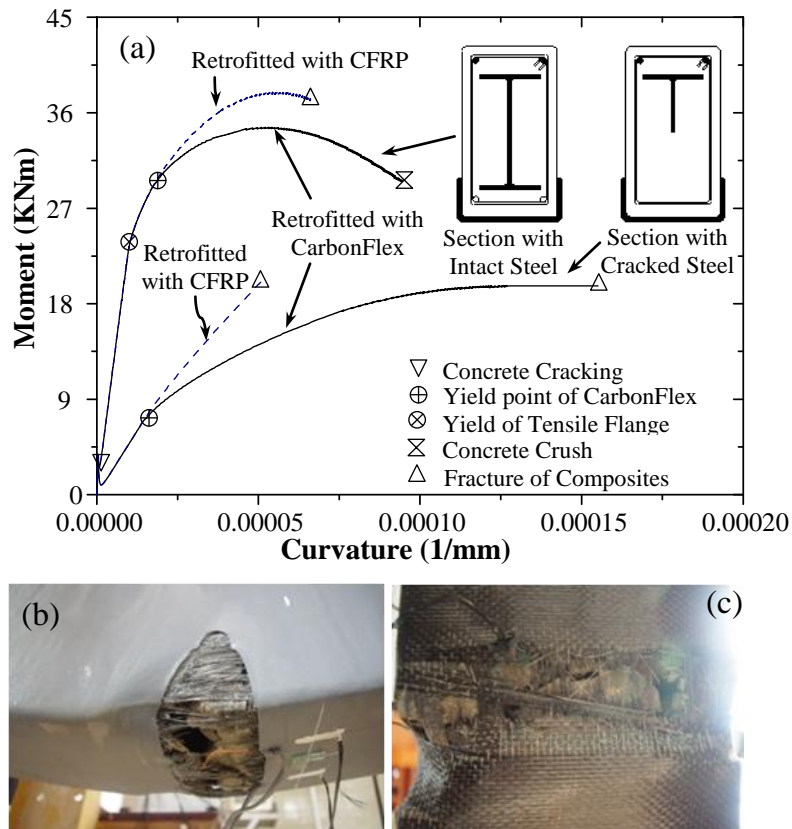 45
36
27
18
9
0
Moment (KNm)
(a)
Retrofitted with CFRP
Retrofitted with
CarbonFlex
Retrofitted
with CFRP
Section with
Intact Steel
Section with
Cracked Steel
Concrete Cracking
Yield point of CarbonFlex
Yield of Tensile Flange
Concrete Crush
Fracture of Composites
0.00000
0.00005
0.00010
0.00015
0.00020
Curvature (1/mm)
(b)
(c)